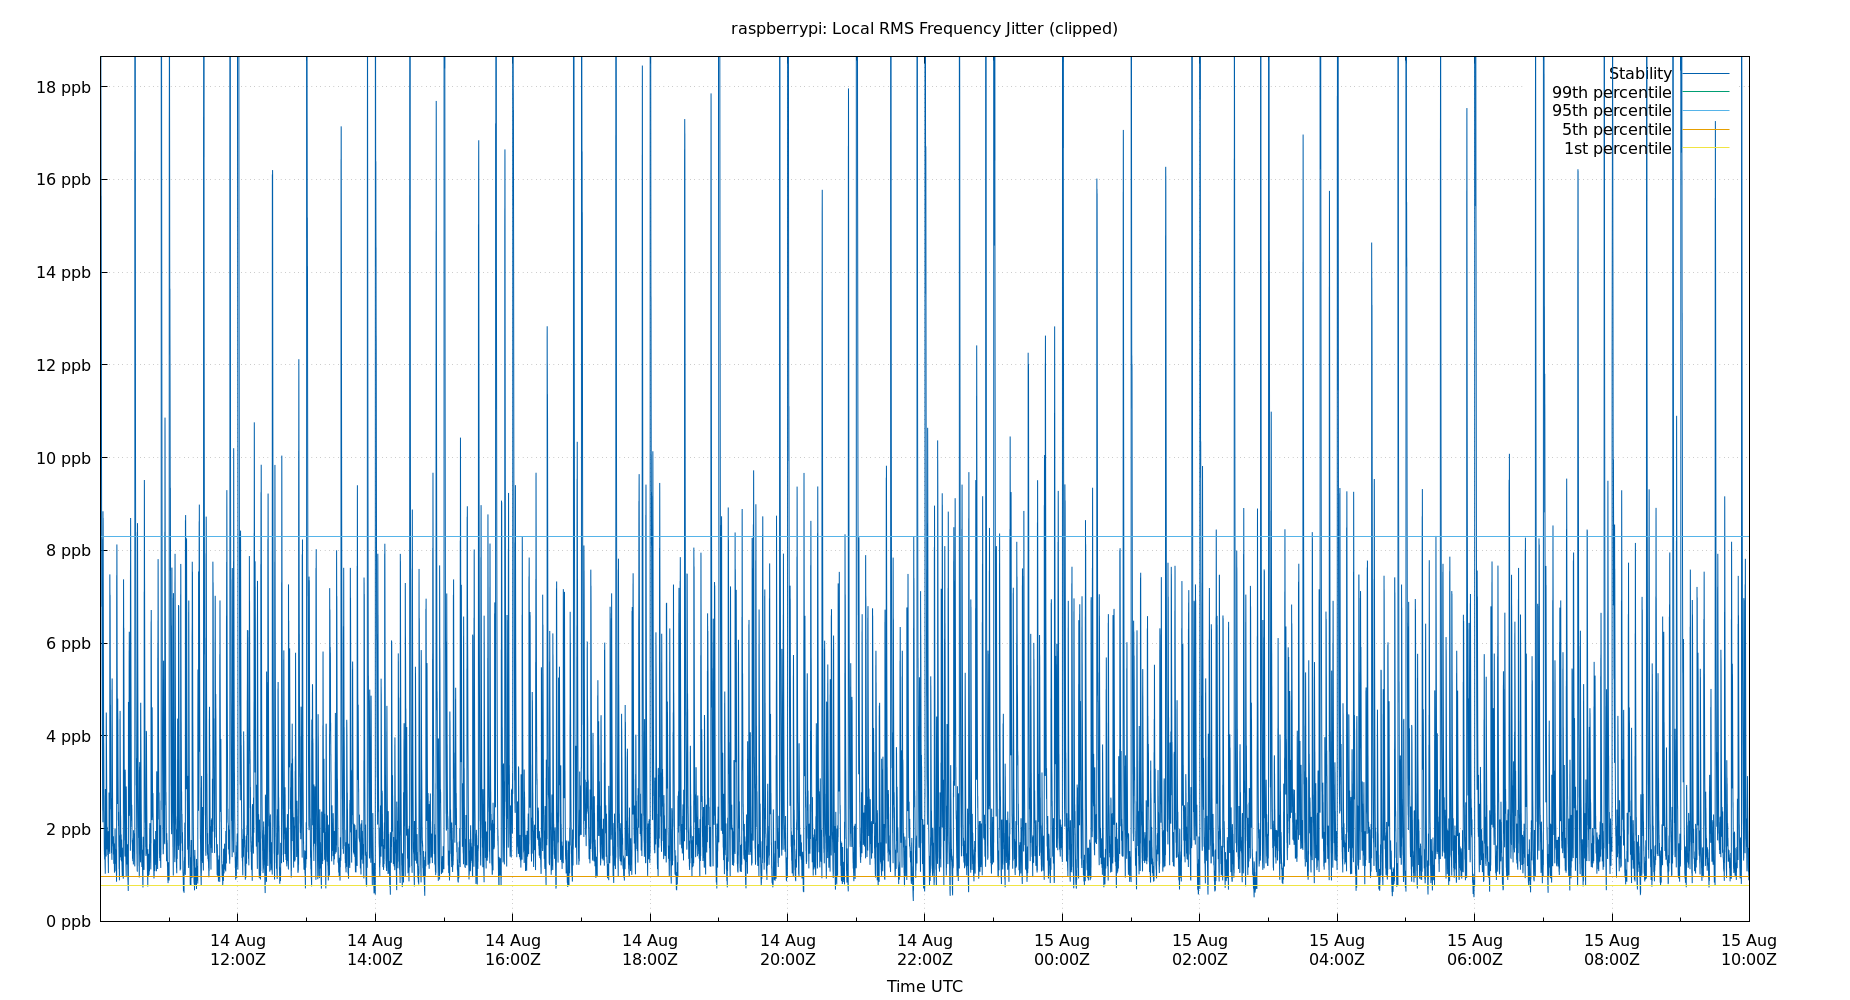 raspberrypi: Local RMS Frequency Jitter (clipped)
Stability
99th percentile
95th percentile
5th percentile
1st percentile
18 ppb
16 ppb
14 ppb
12 ppb
10 ppb
8 ppb
6 ppb
4 ppb
2 ppb
0 ppb
14 Aug 14 Aug 14 Aug 14 Aug 14 Aug 14 Aug 15 Aug 15 Aug 15 Aug 15 Aug 15 Aug 15 Aug
12:00Z 14:00Z 16:00Z 18:00Z 20:00Z 22:00Z 00:00Z 02:00Z 04:00Z 06:00Z 08:00Z 10:00Z
Time UTC